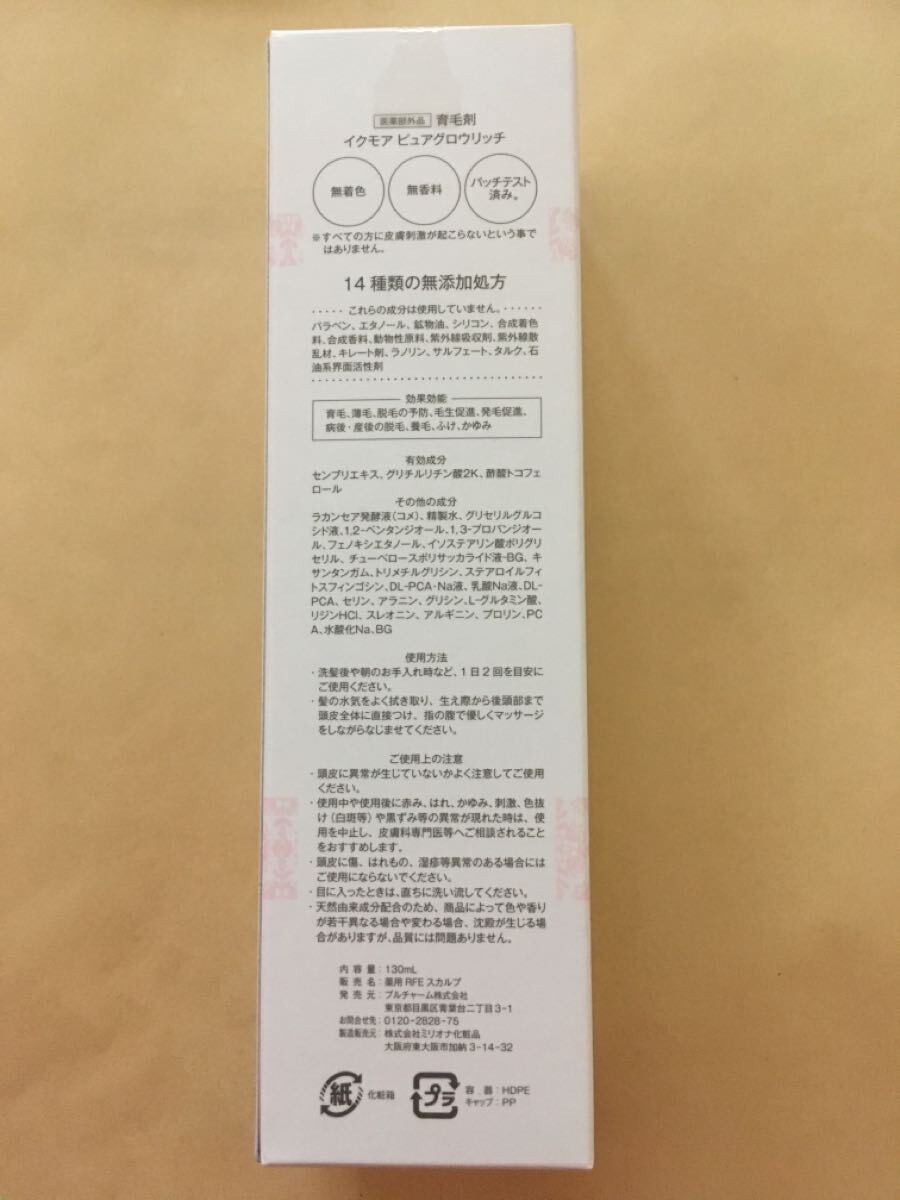 医薬部外品 育毛剤
イクモア ピュアグロウリッチ
無着色
無香料
パッチテスト
済み。
※すべての方に皮膚刺激が起こらないという事で
はありません。
14種類の無添加処方
‥‥‥ これらの成分は使用していません。‥‥‥
パラベン、エタノール、鉱物油、シリコン、合成着色
料、合成香料、動物性原料、紫外線吸収剤、紫外線散
乱材、キレート剤、ラノリン、サルフェート、タルク、石
油系界面活性剤
効果効能
育毛、薄毛、脱毛の予防、毛生促進、発毛促進、
病後・産後の脱毛、養毛、ふけ、かゆみ
有効成分
センブリエキス、グリチルリチン酸2K、酢酸トコフェ
ロール
その他の成分
ラカンセア発酵液(コメ)、精製水、グリセリルグルコ
シド液、1,2-ペンタンジオール、1,3-プロパンジオー
ル、フェノキシエタノール、イソステアリン酸ポリグリ
セリル、チューベロースポリサッカライド液-BG、キ
サンタンガム、トリメチルグリシン、ステアロイルフィ
トスフィンゴシン、DL-PCA・Na液、乳酸Na液、DL-
PCA、セリン、アラニン、グリシン、L-グルタミン酸、
リジンHCl、スレオニン、アルギニン、プロリン、PC
A、水酸化Na、BG
使用方法
・洗髪後や朝のお手入れ時など、1日2回を目安に
ご使用ください。
・髪の水気をよく拭き取り、生え際から後頭部まで
頭皮全体に直接つけ、指の腹で優しくマッサージ
をしながらなじませてください。
ご使用上の注意
・頭皮に異常が生じていないかよく注意してご使用
ください。
・使用中や使用後に赤み、はれ、かゆみ、刺激、色抜
け(白斑等)や黒ずみ等の異常が現れた時は、使
用を中止し、皮膚科専門医等へご相談されること
をおすすめします。
・頭皮に傷、はれもの、湿疹等異常のある場合には
ご使用にならないでください。
・目に入ったときは、直ちに洗い流してください。
・天然由来成分配合のため、商品によって色や香り
が若干異なる場合や変わる場合、沈殿が生じる場
合がありますが、品質には問題ありません。
内容量:130mL
販売名:薬用RFEスカルプ
発売元:プルチャーム株式会社
東京都目黒区青葉台二丁目3-1
お問合せ先:0120-2828-75
製造販売元:株式会社ミリオナ化粧品
大阪府東大阪市加納3-14-32
紙 化粧箱
プラ 容器:HDPE
キャップ:PP